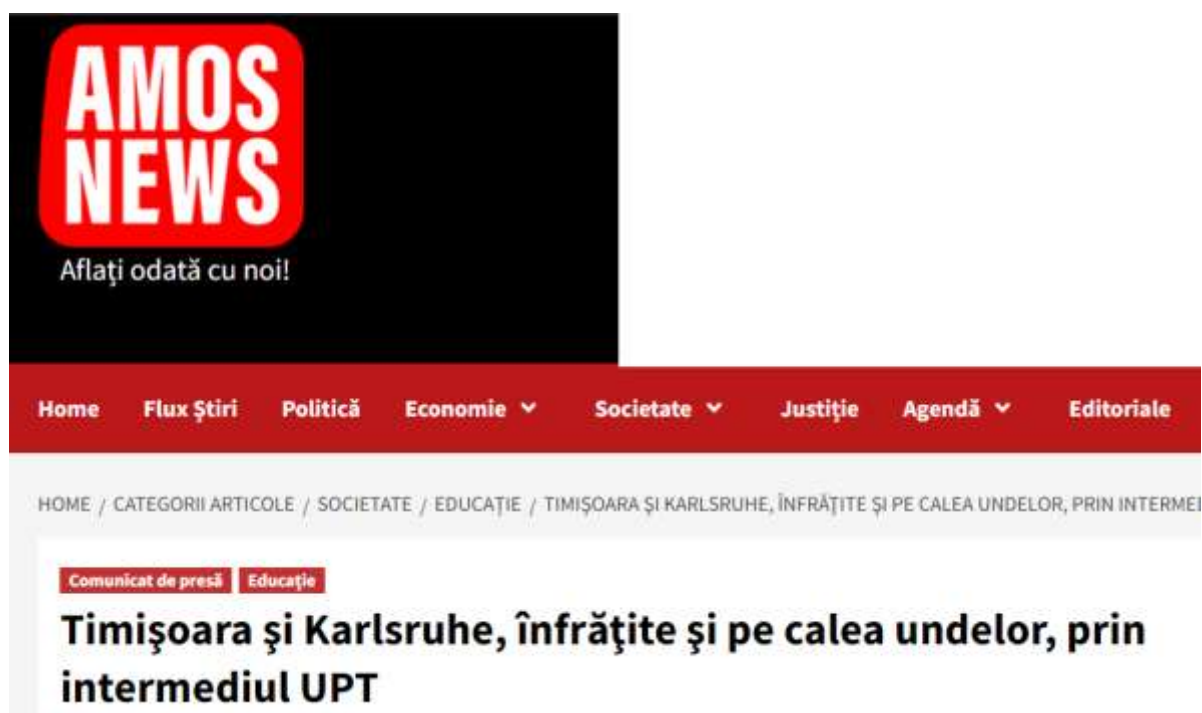 AMOS
NEWS
Aflaţi odată cu noi!
Home Flux Ştiri Politică Economie Societate Justiţie Agendă Editoriale
HOME / CATEGORII ARTICOLE / SOCIETATE / EDUCAŢIE / TIMIŞOARA ŞI KARLSRUHE, ÎNFRĂŢITE ŞI PE CALEA UNDELOR, PRIN
Comunicat de presă Educaţie
Timişoara şi Karlsruhe, înfrăţite şi pe calea undelor, prin
intermediul UPT